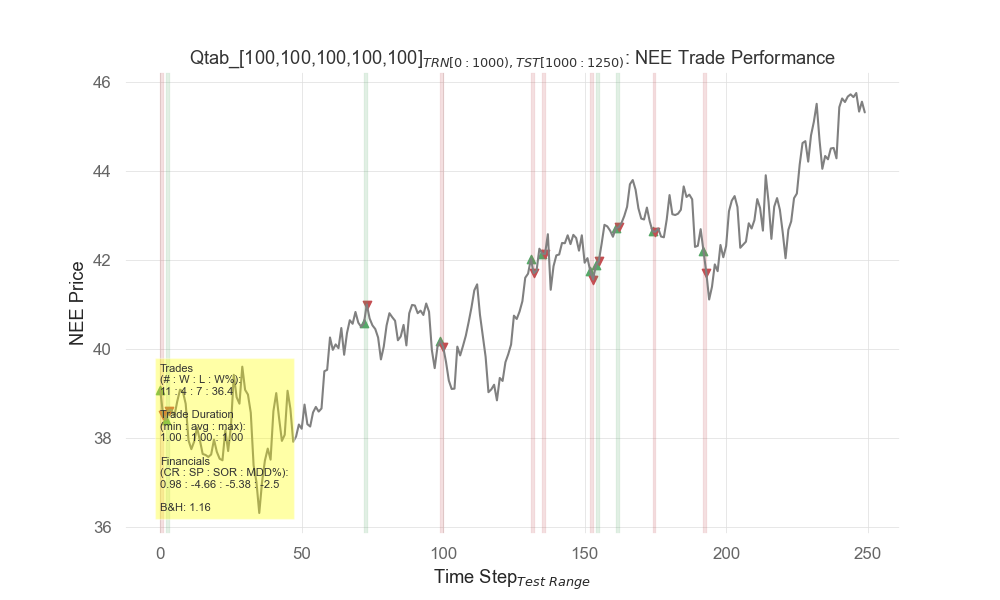 Qtab_[100,100,100,100,100]TRN[0 : 1000), TST[1000 : 1250): NEE Trade Performance
46
44
42
40
38
36
NEE Price
Trades
(# : W : L : W%):
11 : 4 : 7 : 36.4
Trade Duration
(min : avg : max):
1.00 : 1.00 : 1.00
Financials
(CR : SP : SOR : MDD%):
0.98 : -4.66 : -5.38 : -2.5
B&H: 1.16
0 50 100 150 200 250
Time StepTest Range